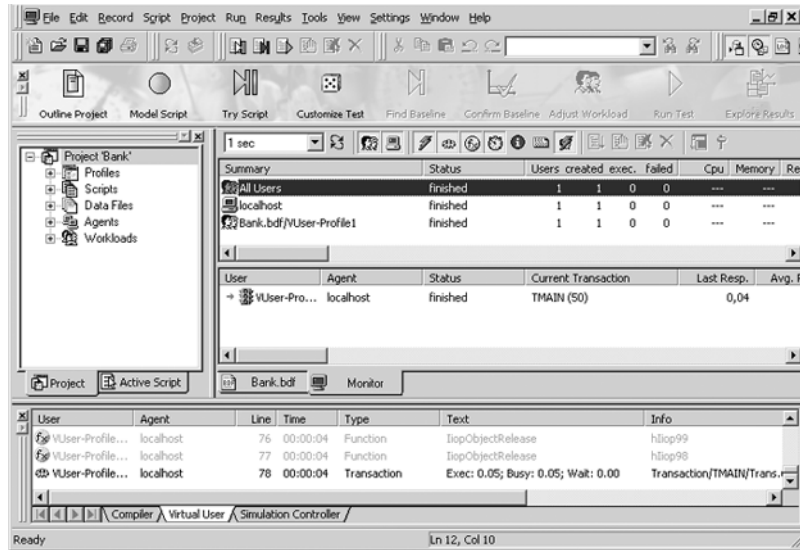 File Edit Record Script Project Run Results Tools View Settings Window Help
Outline Project Model Script Try Script Customize Test Find Baseline Confirm Baseline Adjust Workload Run Test Explore Results
1 sec
Project 'Bank'
Profiles
Scripts
Data Files
Agents
Workloads
Summary Status Users created exec. failed Cpu Memory Re
All Users finished 1 1 0 0 --- ---
localhost finished 1 1 0 0 --- ---
Bank.bdf/VUser-Profile1 finished 1 1 0 0 --- ---
User Agent Status Current Transaction Last Resp. Avg. R
VUser-Pro... localhost finished TMAIN (50) 0,04
Project Active Script
Bank.bdf Monitor
User Agent Line Time Type Text Info
VUser-Profile... localhost 76 00:00:04 Function IiopObjectRelease hIiop99
VUser-Profile... localhost 77 00:00:04 Function IiopObjectRelease hIiop98
VUser-Profile... localhost 78 00:00:04 Transaction Exec: 0.05; Busy: 0.05; Wait: 0.00 Transaction/TMAIN/Trans.r
Compiler Virtual User Simulation Controller
Ready Ln 12, Col 10